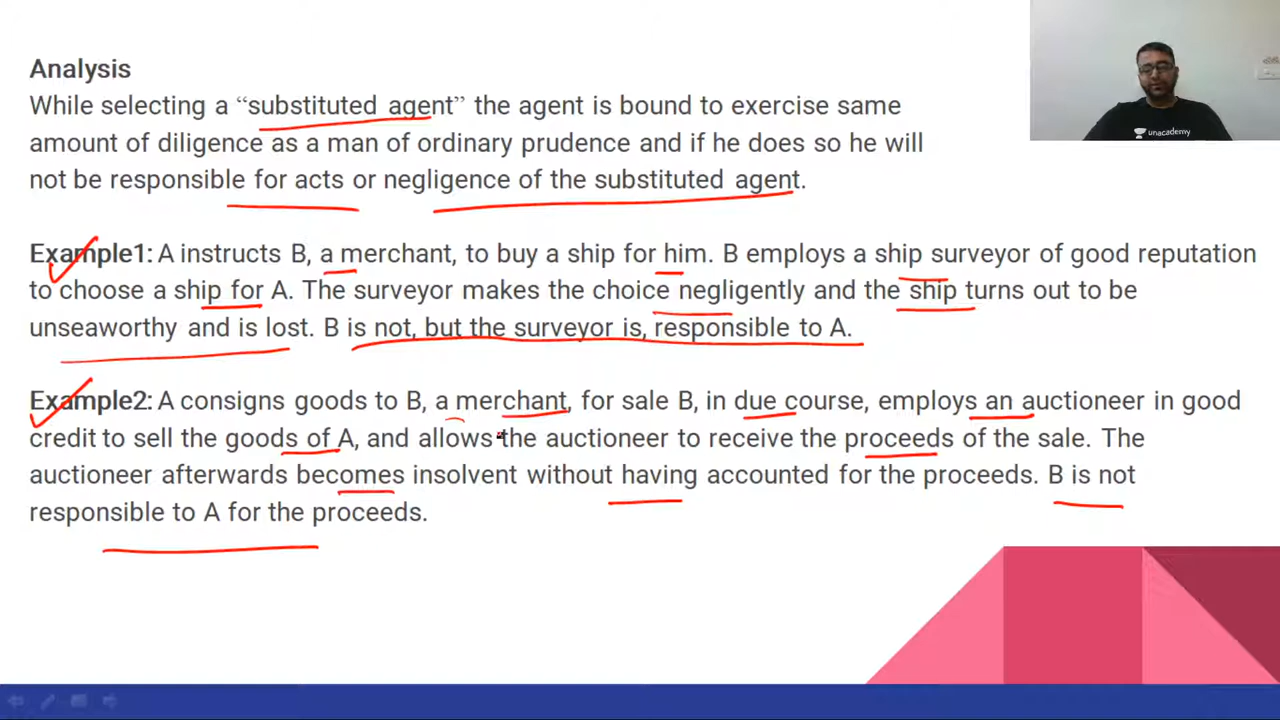 Analysis
While selecting a “substituted agent” the agent is bound to exercise same
amount of diligence as a man of ordinary prudence and if he does so he will
not be responsible for acts or negligence of the substituted agent.
Example1: A instructs B, a merchant, to buy a ship for him. B employs a ship surveyor of good reputation
to choose a ship for A. The surveyor makes the choice negligently and the ship turns out to be
unseaworthy and is lost. B is not, but the surveyor is, responsible to A.
Example2: A consigns goods to B, a merchant, for sale B, in due course, employs an auctioneer in good
credit to sell the goods of A, and allows the auctioneer to receive the proceeds of the sale. The
auctioneer afterwards becomes insolvent without having accounted for the proceeds. B is not
responsible to A for the proceeds.
unacademy